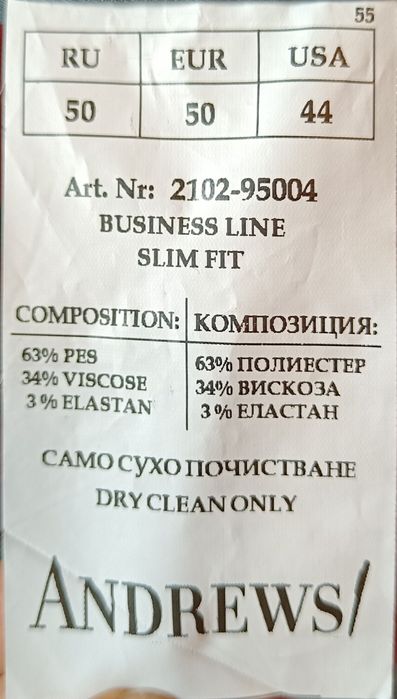 55
RU EUR USA
50 50 44
Art. Nr: 2102-95004
BUSINESS LINE
SLIM FIT
COMPOSITION: КОМПОЗИЦИЯ:
63% PES 63% ПОЛИЕСТЕР
34% VISCOSE 34% ВИСКОЗА
3% ELASTAN 3% ЕЛАСТАН
САМО СУХО ПОЧИСТВАНЕ
DRY CLEAN ONLY
ANDREWS/